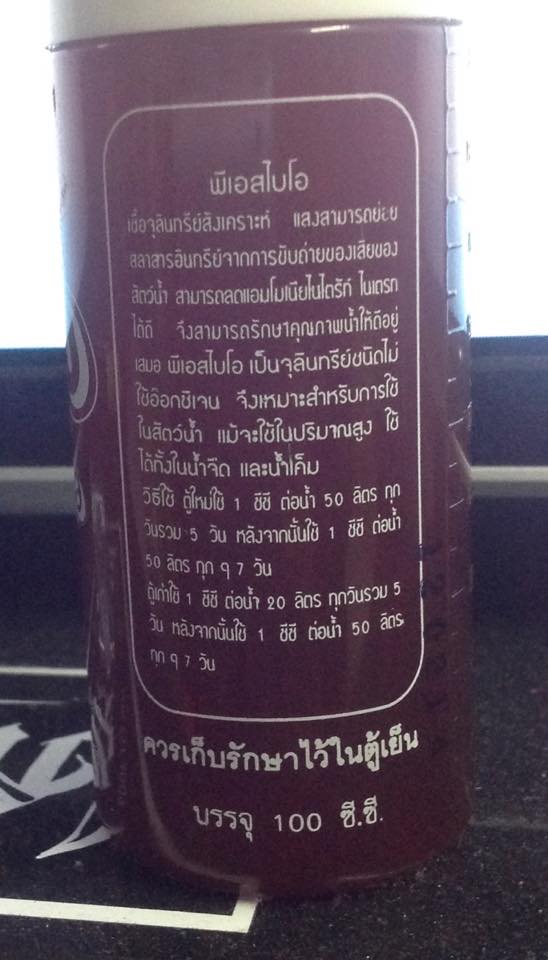 พีเอสไบโอ
เชื้อจุลินทรีย์สังเคราะห์ แสงสามารถย่อย
สลาสารอินทรีย์จากการขับถ่ายของเสียของ
สัตว์น้ำ สามารถลดแอมโมเนียไนไตรัท์ ไนเตรท
ได้ดี จึงสามารถรักษาคุณภาพน้ำให้ดีอยู่
เสมอ พีเอสไบโอ เป็นจุลินทรีย์ชนิดไม่
ใช้อ๊อกซิเจน จึงเหมาะสำหรับการใช้
ในสัตว์น้ำ แม้จะใช้ในปริมาณสูง ใช้
ได้ทั้งในน้ำจืด และน้ำเค็ม
วิธีใช้ ตู้ใหม่ใช้ 1 ซีซี ต่อน้ำ 50 ลิตร ทุก
วันรวม 5 วัน หลังจากนั้นใช้ 1 ซีซี ต่อน้ำ
50 ลิตร ทุก ๆ 7 วัน
ตู้เก่าใช้ 1 ซีซี ต่อน้ำ 20 ลิตร ทุกวันรวม 5
วัน หลังจากนั้นใช้ 1 ซีซี ต่อน้ำ 50 ลิตร
ทุก ๆ 7 วัน
ควรเก็บรักษาไว้ในตู้เย็น
บรรจุ 100 ซี.ซี.